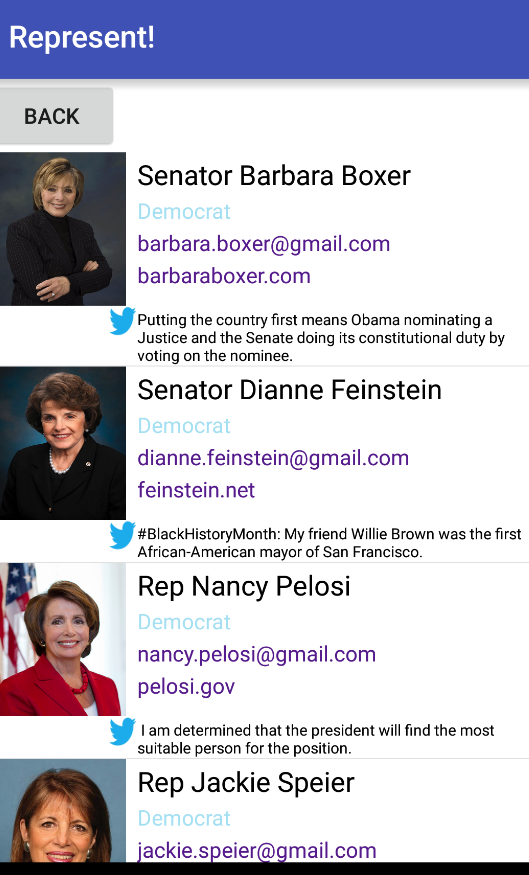 Represent!
BACK
Senator Barbara Boxer
Democrat
barbara.boxer@gmail.com
barbaraboxer.com
Putting the country first means Obama nominating a
Justice and the Senate doing its constitutional duty by
voting on the nominee.
Senator Dianne Feinstein
Democrat
dianne.feinstein@gmail.com
feinstein.net
#BlackHistoryMonth: My friend Willie Brown was the first
African-American mayor of San Francisco.
Rep Nancy Pelosi
Democrat
nancy.pelosi@gmail.com
pelosi.gov
I am determined that the president will find the most
suitable person for the position.
Rep Jackie Speier
Democrat
jackie.speier@gmail.com